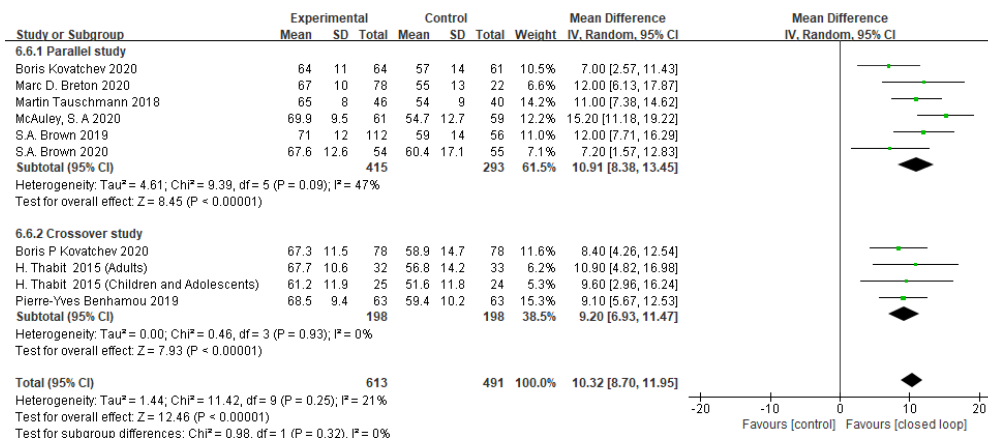 Experimental Control Mean Difference Mean Difference
Study or Subgroup Mean SD Total Mean SD Total Weight IV, Random, 95% CI IV, Random, 95% CI
6.6.1 Parallel study
Boris Kovatchev 2020 64 11 64 57 14 61 10.5% 7.00 [2.57, 11.43]
Marc D. Breton 2020 67 10 78 55 13 22 6.6% 12.00 [6.13, 17.87]
Martin Tauschmann 2018 65 8 46 54 9 40 14.2% 11.00 [7.38, 14.62]
McAuley, S. A 2020 69.9 9.5 61 54.7 12.7 59 12.2% 15.20 [11.18, 19.22]
S.A. Brown 2019 71 12 112 59 14 56 11.0% 12.00 [7.71, 16.29]
S.A. Brown 2020 67.6 12.6 54 60.4 17.1 55 7.1% 7.20 [1.57, 12.83]
Subtotal (95% CI) 415 293 61.5% 10.91 [8.38, 13.45]
Heterogeneity: Tau² = 4.61; Chi² = 9.39, df = 5 (P = 0.09); I² = 47%
Test for overall effect: Z = 8.45 (P < 0.00001)
6.6.2 Crossover study
Boris P Kovatchev 2020 67.3 11.5 78 58.9 14.7 78 11.6% 8.40 [4.26, 12.54]
H. Thabit 2015 (Adults) 67.7 10.6 32 56.8 14.2 33 6.2% 10.90 [4.82, 16.98]
H. Thabit 2015 (Children and Adolescents) 61.2 11.9 25 51.6 11.8 24 5.3% 9.60 [2.96, 16.24]
Pierre-Yves Benhamou 2019 68.5 9.4 63 59.4 10.2 63 15.3% 9.10 [5.67, 12.53]
Subtotal (95% CI) 198 198 38.5% 9.20 [6.93, 11.47]
Heterogeneity: Tau² = 0.00; Chi² = 0.46, df = 3 (P = 0.93); I² = 0%
Test for overall effect: Z = 7.93 (P < 0.00001)
Total (95% CI) 613 491 100.0% 10.32 [8.70, 11.95]
Heterogeneity: Tau² = 1.44; Chi² = 11.42, df = 9 (P = 0.25); I² = 21%
Test for overall effect: Z = 12.46 (P < 0.00001)
Test for subgroup differences: Chi² = 0.98, df = 1 (P = 0.32), I² = 0%
-20 -10 0 10 20
Favours [control] Favours [closed loop]